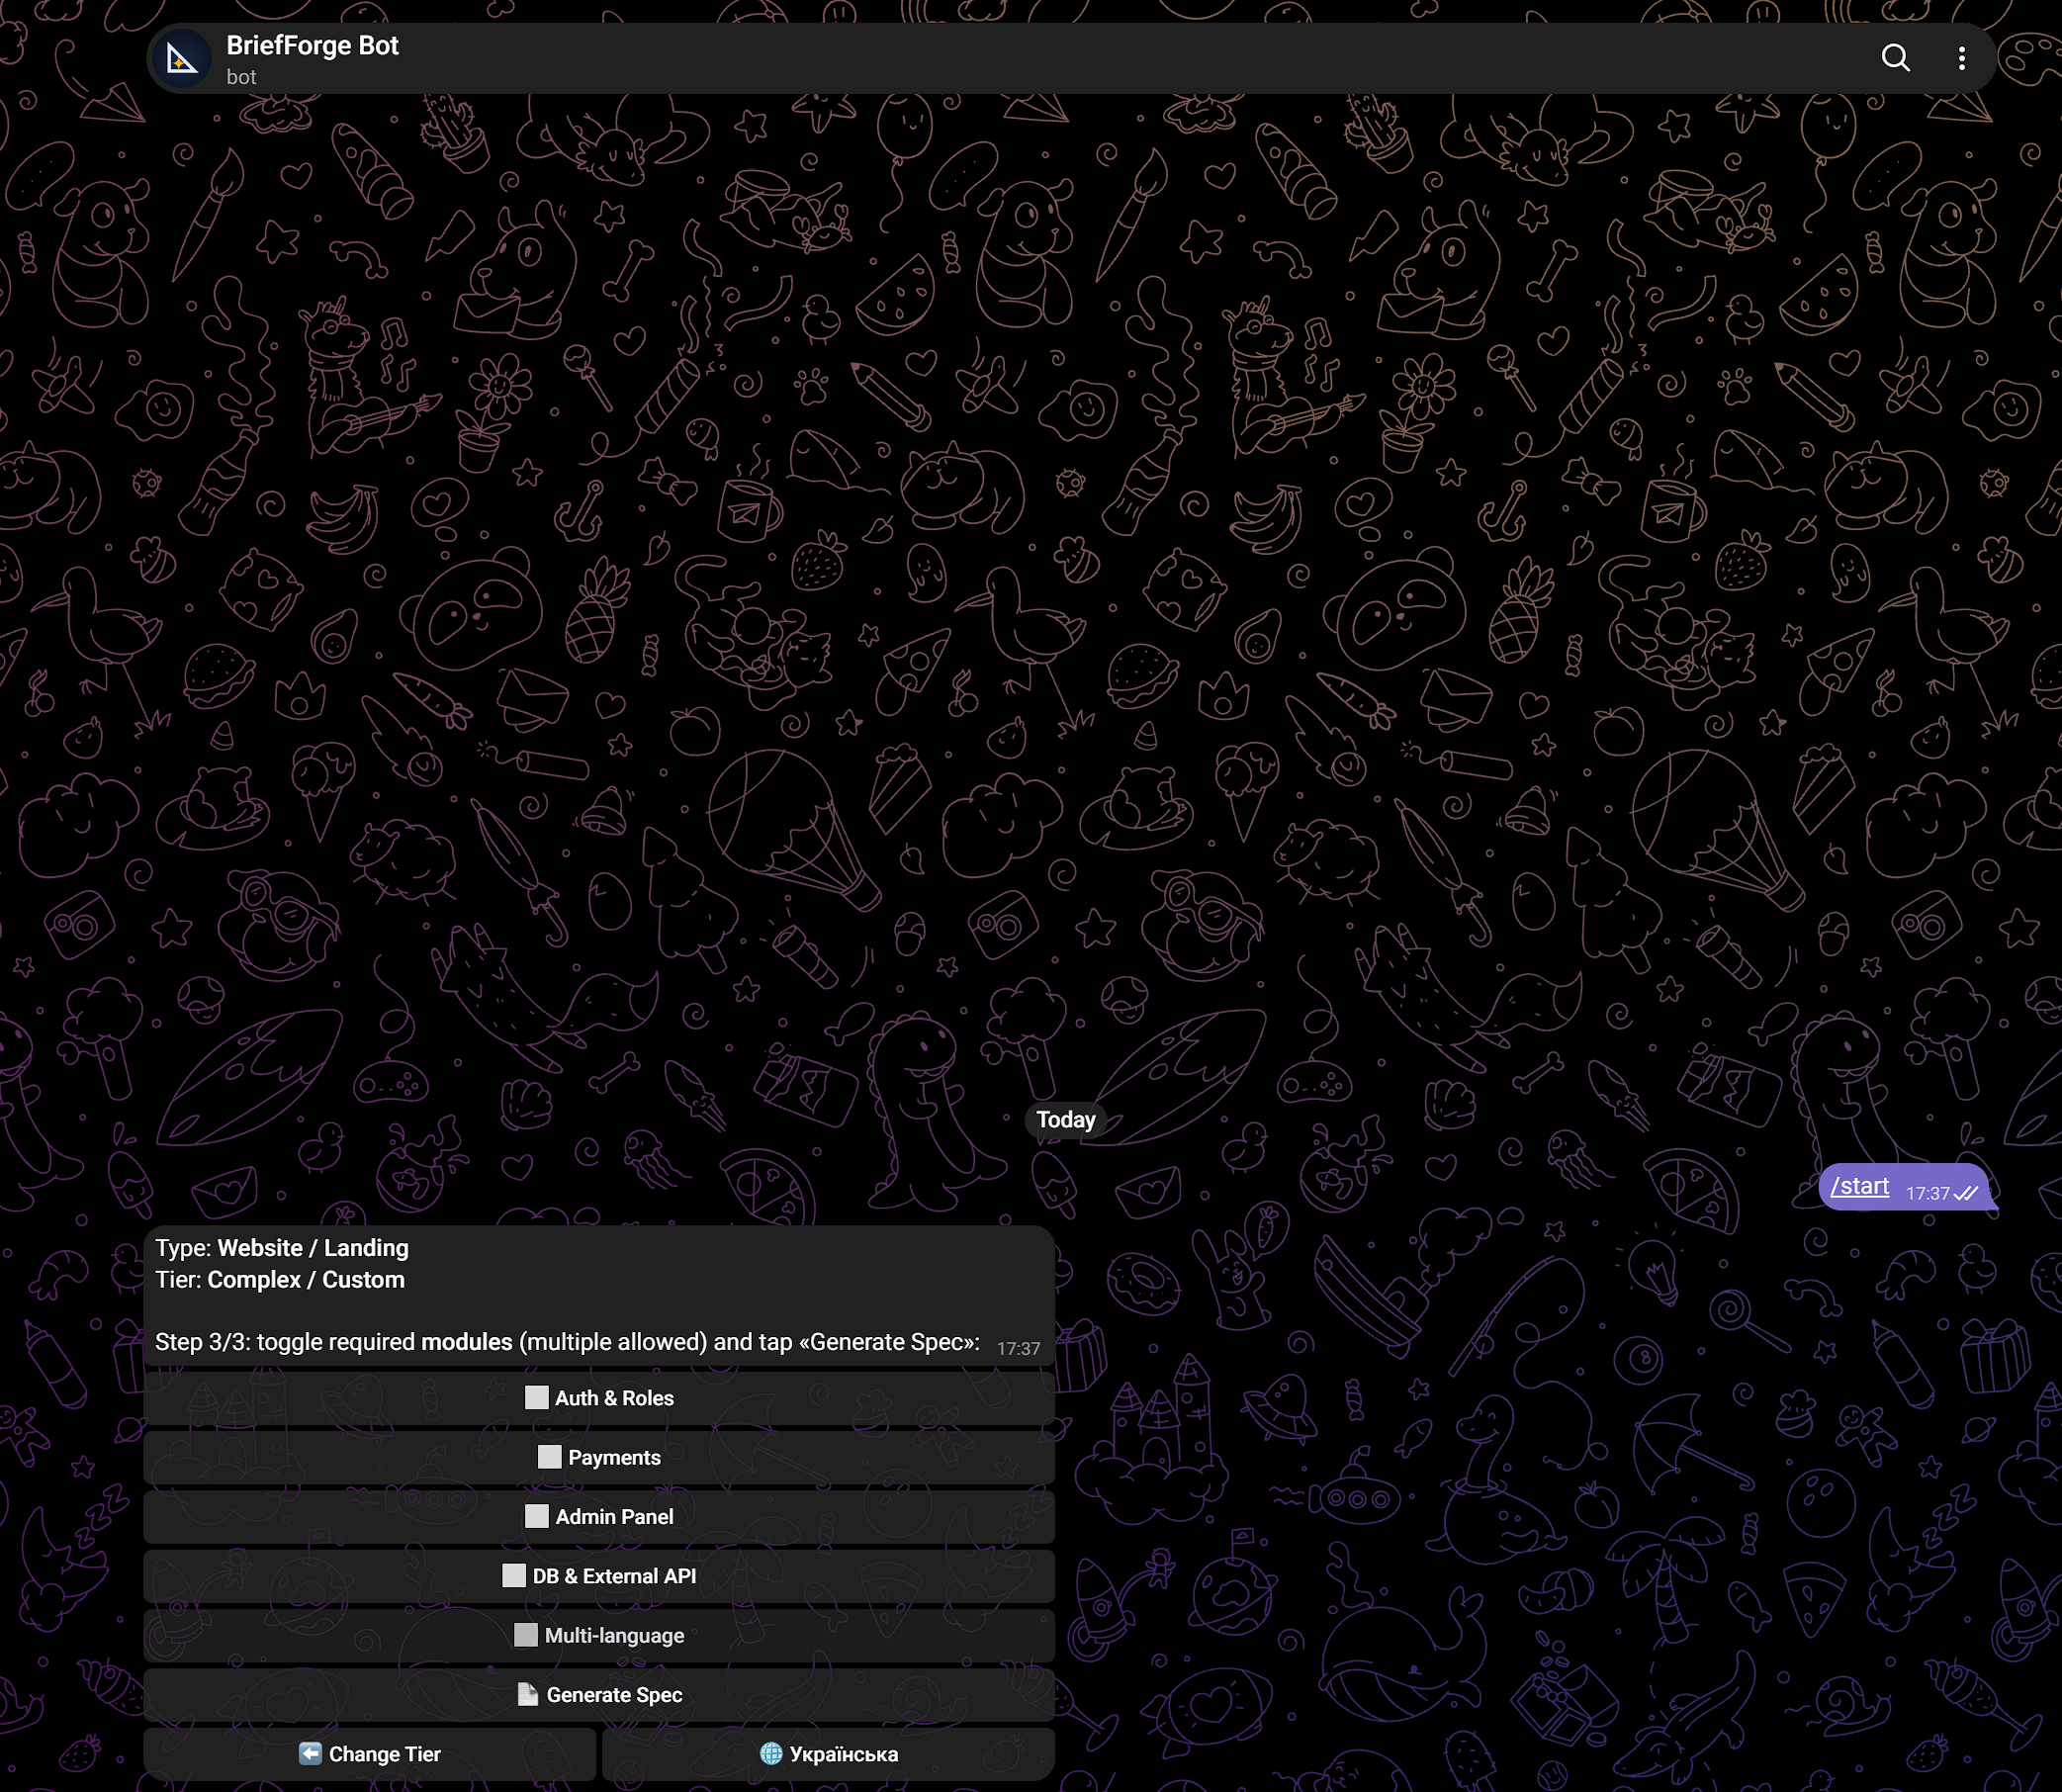 BriefForge Bot
bot
Today
/start 17:37
Type: Website / Landing
Tier: Complex / Custom
Step 3/3: toggle required modules (multiple allowed) and tap «Generate Spec»: 17:37
Auth & Roles
Payments
Admin Panel
DB & External API
Multi-language
Generate Spec
Change Tier
Українська